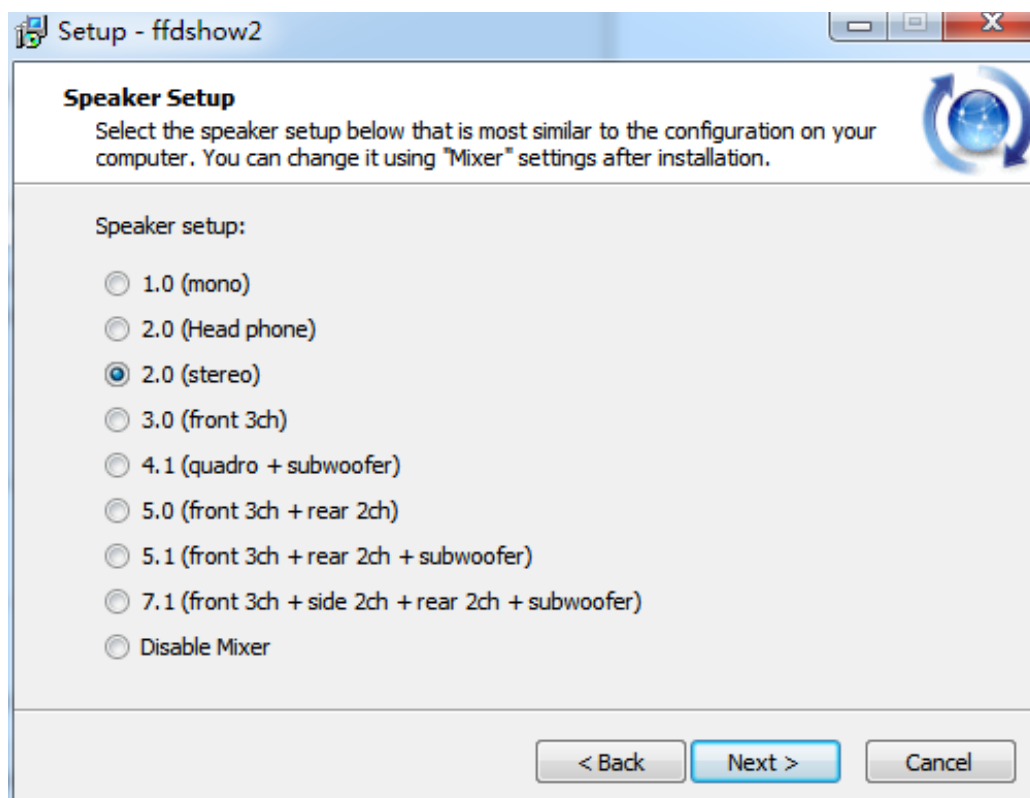 Setup - ffdshow2
Speaker Setup
Select the speaker setup below that is most similar to the configuration on your
computer. You can change it using "Mixer" settings after installation.
Speaker setup:
1.0 (mono)
2.0 (Head phone)
2.0 (stereo)
3.0 (front 3ch)
4.1 (quadro + subwoofer)
5.0 (front 3ch + rear 2ch)
5.1 (front 3ch + rear 2ch + subwoofer)
7.1 (front 3ch + side 2ch + rear 2ch + subwoofer)
Disable Mixer
< Back
Next >
Cancel